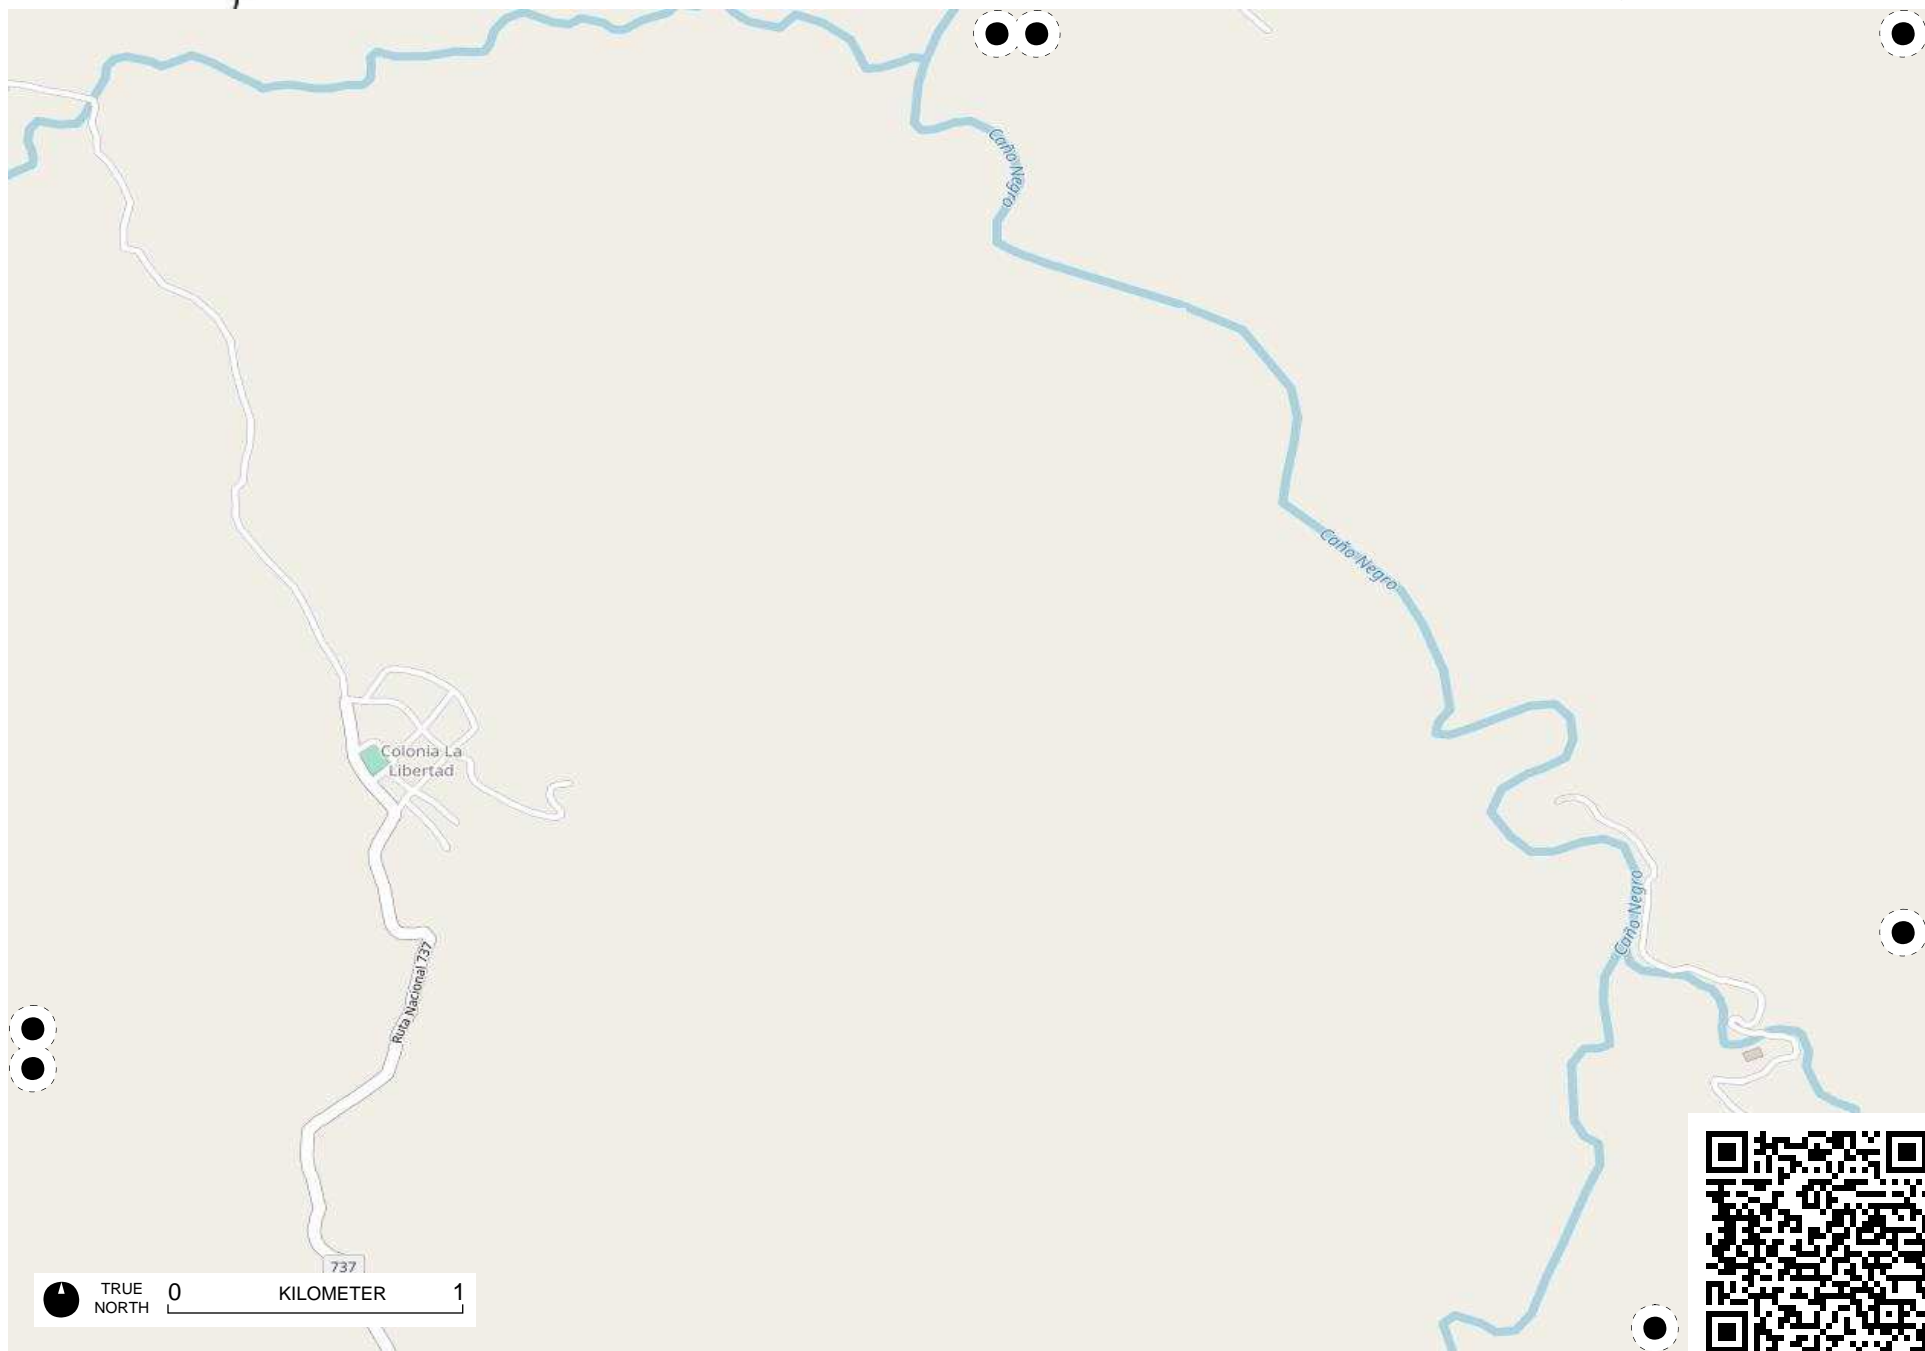 Caño Negro
Caño Negro
Colonia La
Libertad
Caño Negro
Ruta Nacional 737
737
TRUE
NORTH
0 KILOMETER 1